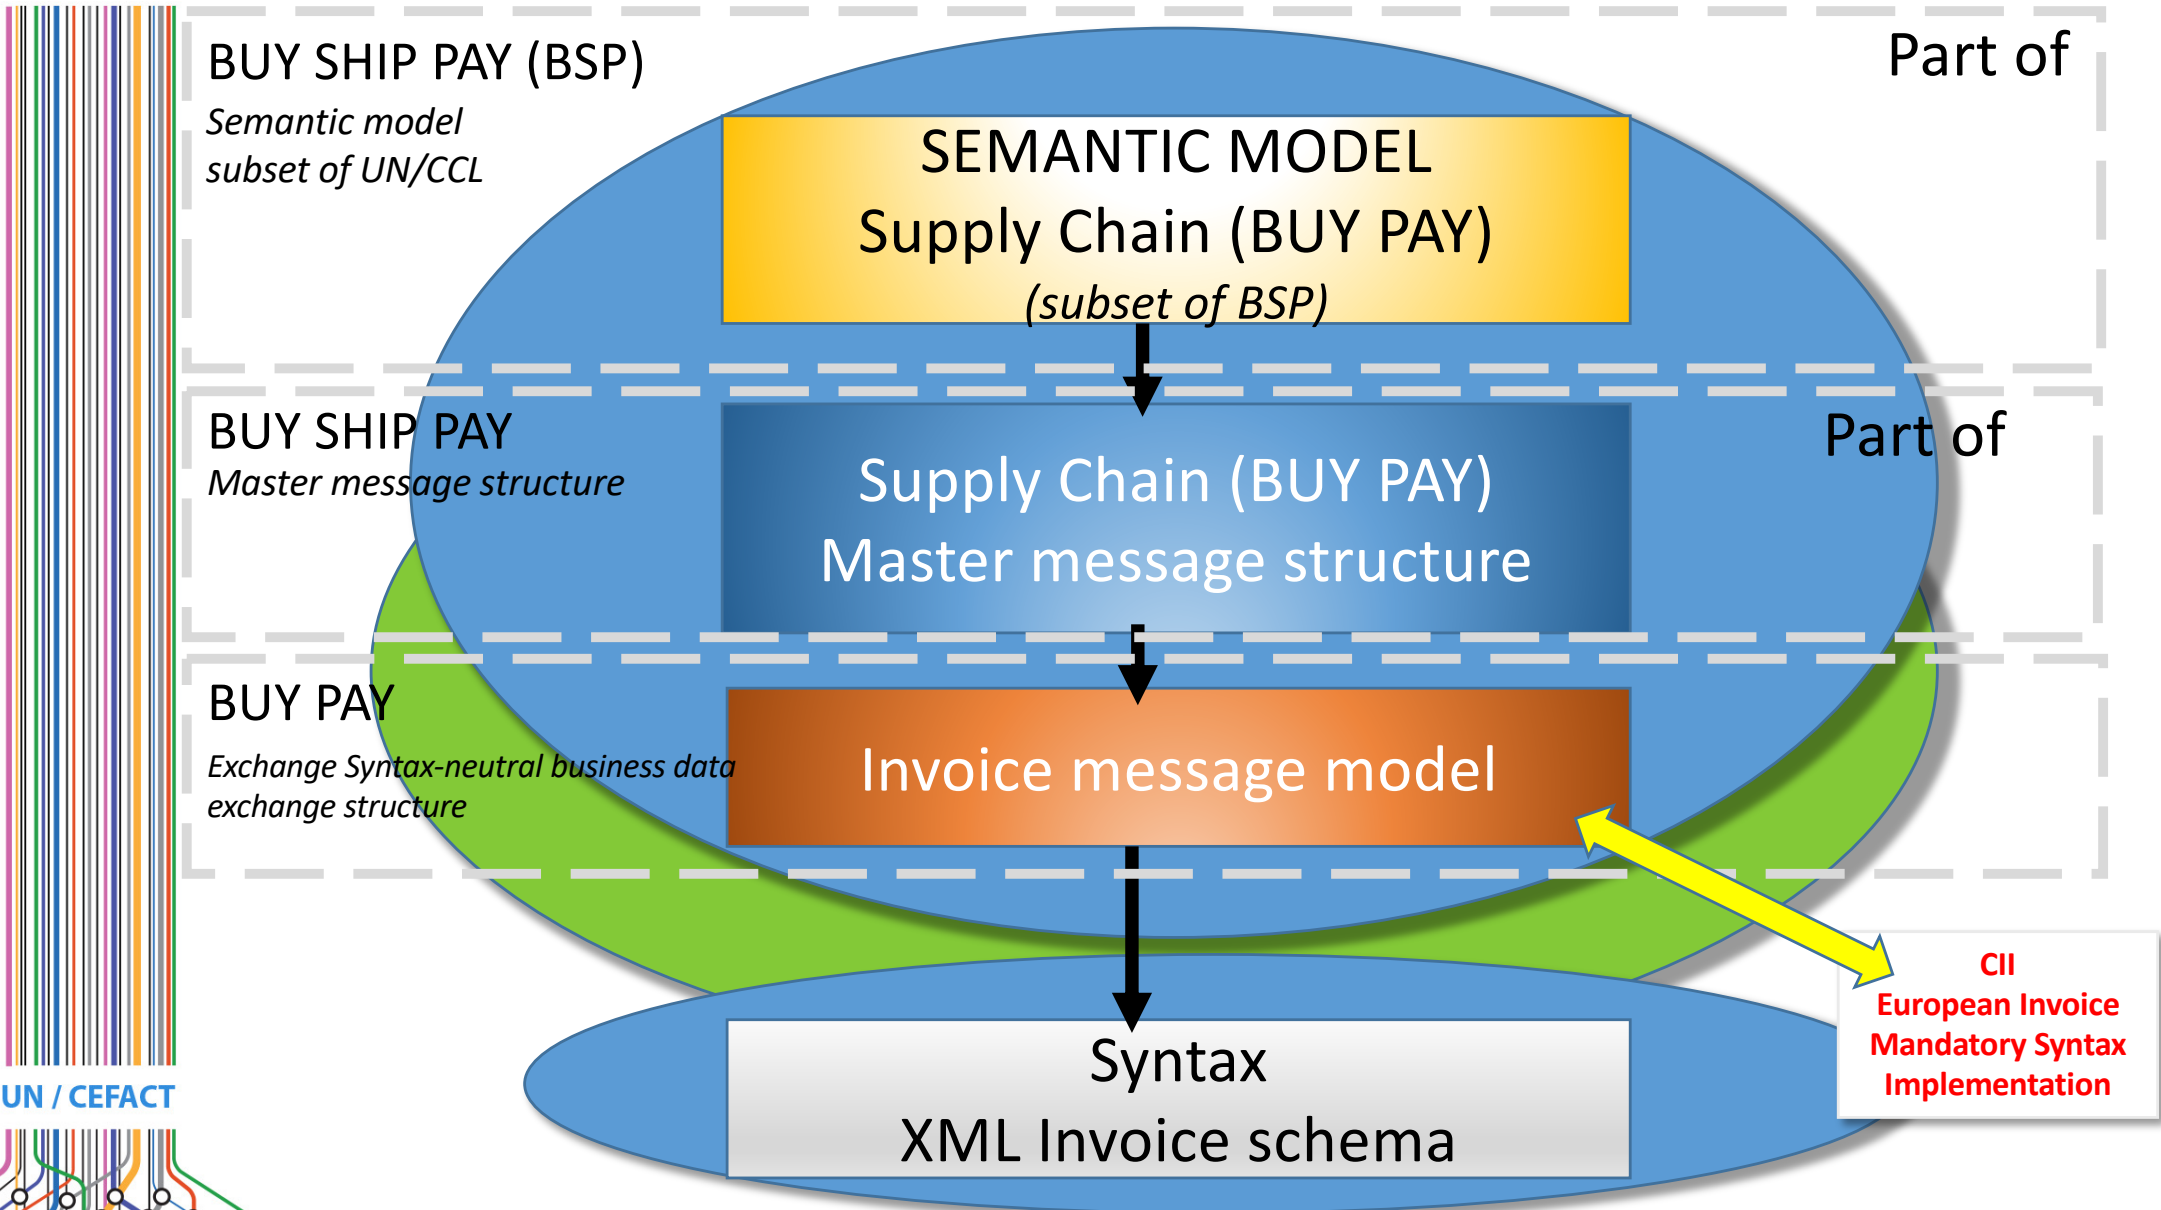 BUY SHIP PAY (BSP)
Semantic model
subset of UN/CCL
Part of
SEMANTIC MODEL
Supply Chain (BUY PAY)
(subset of BSP)
BUY SHIP PAY
Master message structure
Part of
Supply Chain (BUY PAY)
Master message structure
BUY PAY
Exchange Syntax-neutral business data
exchange structure
Invoice message model
CII
European Invoice
Mandatory Syntax
Implementation
Syntax
XML Invoice schema
UN / CEFACT